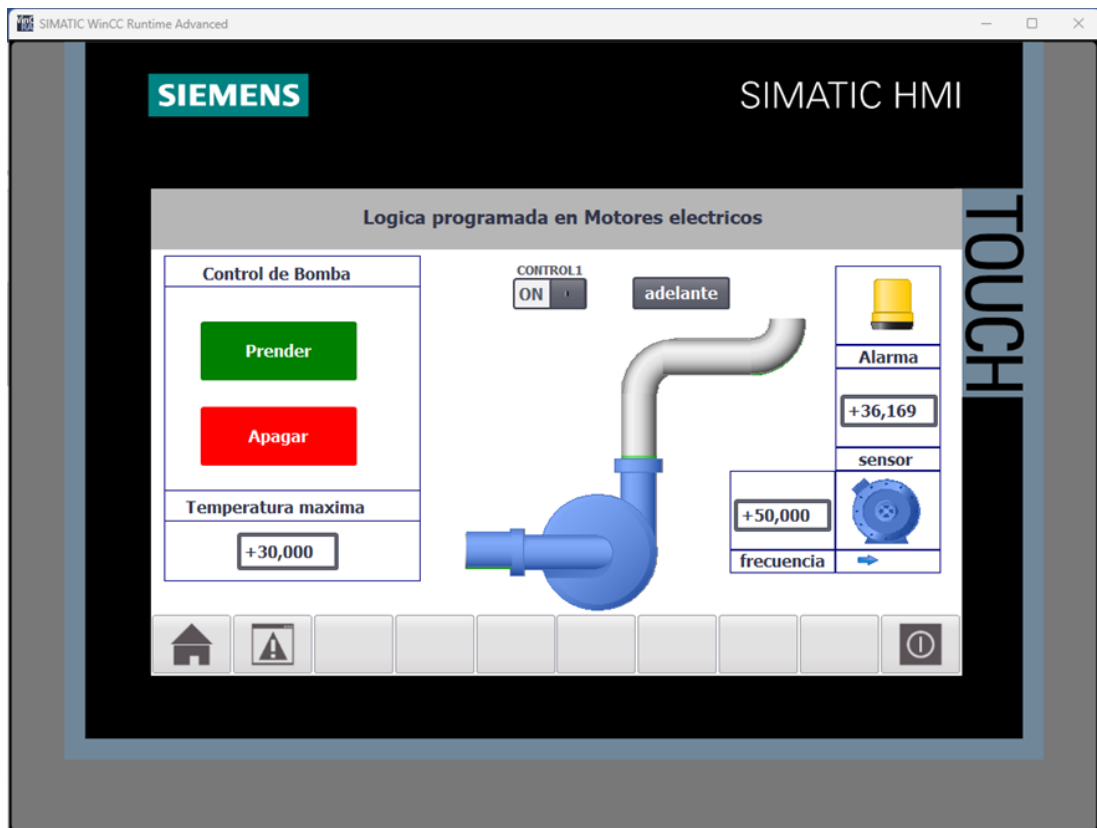 SIMATIC WinCC Runtime Advanced
SIEMENS
SIMATIC HMI
TOUCH
Logica programada en Motores electricos
Control de Bomba
Prender
Apagar
Temperatura maxima
+30,000
CONTROL1
ON
adelante
Alarma
+36,169
sensor
+50,000
frecuencia